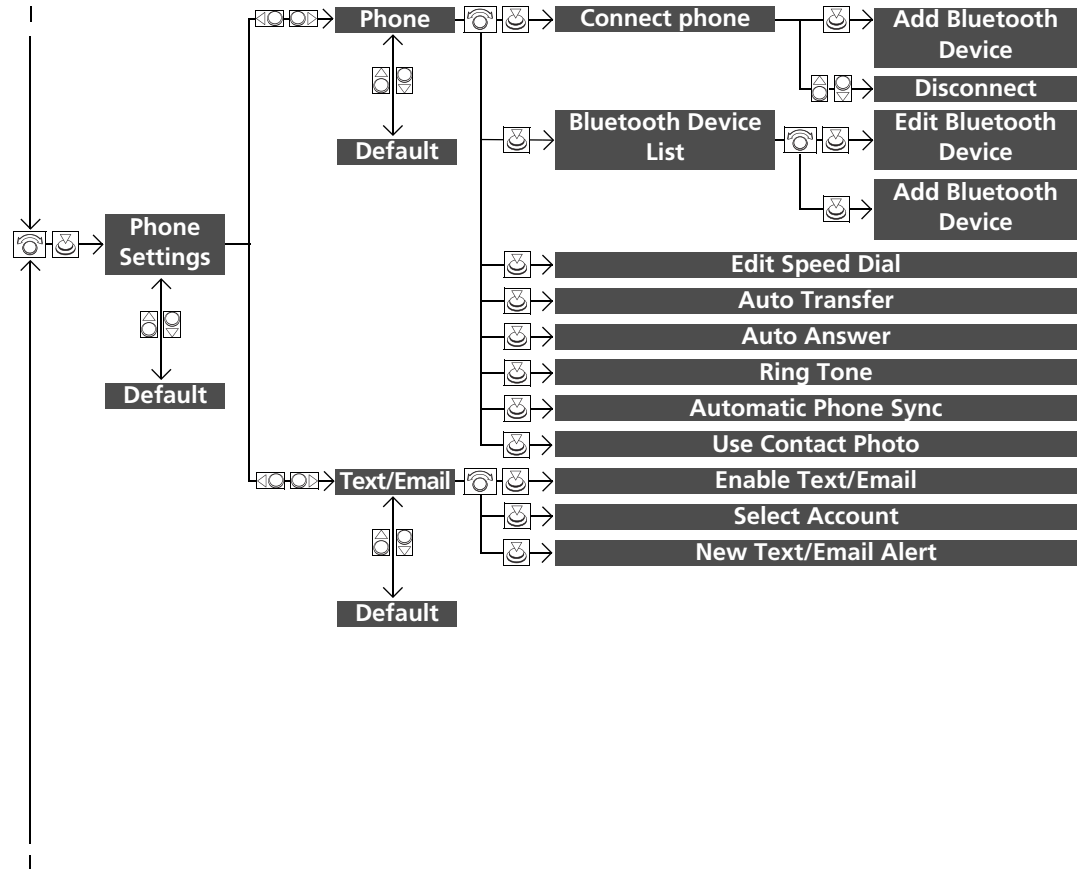 Phone
Connect phone
Add Bluetooth
Device
Disconnect
Default
Bluetooth Device
List
Edit Bluetooth
Device
Add Bluetooth
Device
Phone
Settings
Default
Edit Speed Dial
Auto Transfer
Auto Answer
Ring Tone
Automatic Phone Sync
Use Contact Photo
Text/Email
Enable Text/Email
Select Account
New Text/Email Alert
Default